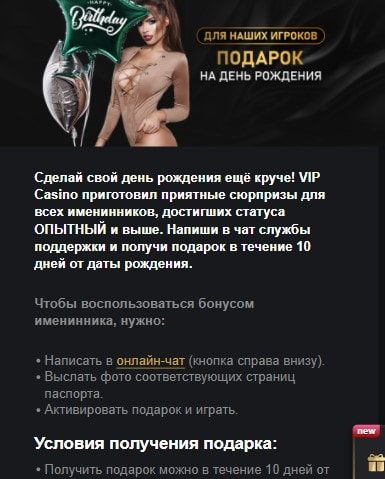 HAPPY
Birthday
ДЛЯ НАШИХ ИГРОКОВ
ПОДАРОК
НА ДЕНЬ РОЖДЕНИЯ
Сделай свой день рождения ещё круче! VIP
Casino приготовил приятные сюрпризы для
всех именинников, достигших статуса
ОПЫТНЫЙ и выше. Напиши в чат службы
поддержки и получи подарок в течение 10
дней от даты рождения.
Чтобы воспользоваться бонусом
именинника, нужно:
• Написать в онлайн-чат (кнопка справа внизу).
• Выслать фото соответствующих страниц
паспорта.
• Активировать подарок и играть.
new
Условия получения подарка:
• Получить подарок можно в течение 10 дней от